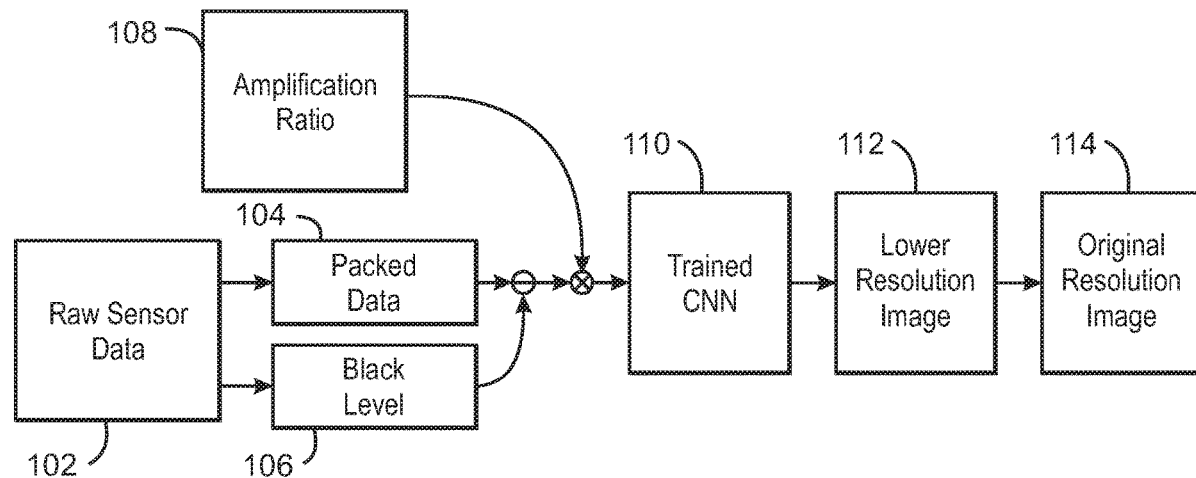 108
Amplification
Ratio
104
Packed
Data
Raw Sensor
Data
102
Black
Level
106
110
Trained
CNN
112
Lower
Resolution
Image
114
Original
Resolution
Image